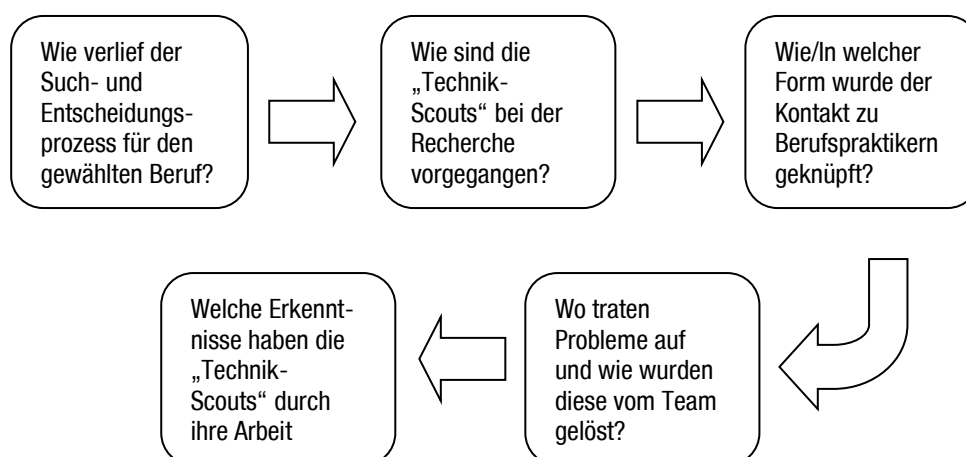 Wie verlief der
Such- und
Entscheidungs-
prozess für den
gewählten Beruf?
Wie sind die
„Technik-
Scouts“ bei der
Recherche
vorgegangen?
Wie/In welcher
Form wurde der
Kontakt zu
Berufspraktikern
geknüpft?
Wo traten
Probleme auf
und wie wurden
diese vom Team
gelöst?
Welche Erkennt-
nisse haben die
„Technik-
Scouts“ durch
ihre Arbeit